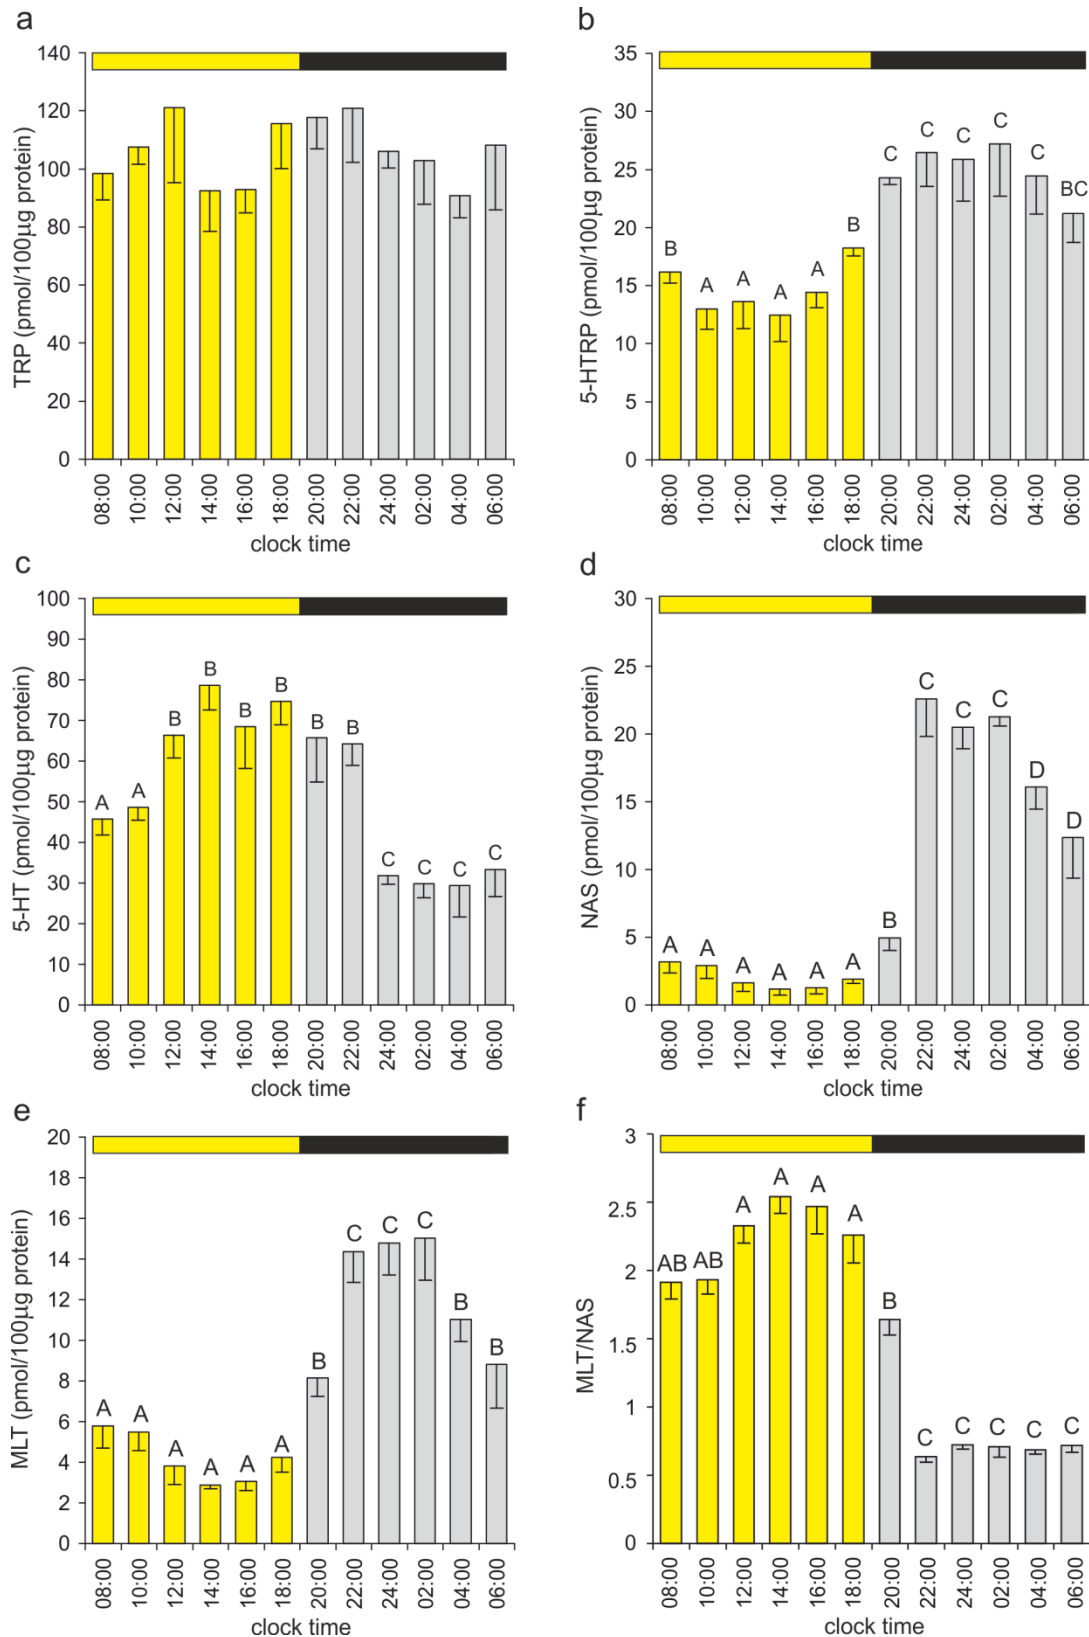 a
TRP (pmol/100µg protein)
140
120
100
80
60
40
20
0
08:00 10:00 12:00 14:00 16:00 18:00 20:00 22:00 24:00 02:00 04:00 06:00
clock time
b
5-HTRP (pmol/100µg protein)
35
30
25
20
15
10
5
0
B A A A A B C C C C C BC
08:00 10:00 12:00 14:00 16:00 18:00 20:00 22:00 24:00 02:00 04:00 06:00
clock time
c
5-HT (pmol/100µg protein)
100
90
80
70
60
50
40
30
20
10
0
A A B B B B B B C C C C
08:00 10:00 12:00 14:00 16:00 18:00 20:00 22:00 24:00 02:00 04:00 06:00
clock time
d
NAS (pmol/100µg protein)
30
25
20
15
10
5
0
A A A A A A B C C C D D
08:00 10:00 12:00 14:00 16:00 18:00 20:00 22:00 24:00 02:00 04:00 06:00
clock time
e
MLT (pmol/100µg protein)
20
18
16
14
12
10
8
6
4
2
0
A A A A A A B C C C B B
08:00 10:00 12:00 14:00 16:00 18:00 20:00 22:00 24:00 02:00 04:00 06:00
clock time
f
MLT/NAS
3
2.5
2
1.5
1
0.5
0
AB AB A A A A B C C C C C
08:00 10:00 12:00 14:00 16:00 18:00 20:00 22:00 24:00 02:00 04:00 06:00
clock time